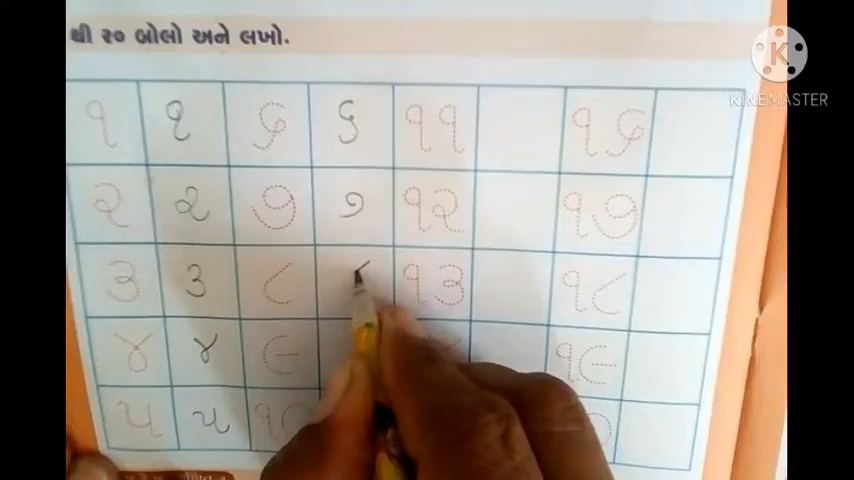 થી ૨૦ બોલો અને લખો.
K
KINEMASTER
૧ ૧ ૬ ૬ ૧૧ ૧૬
૨ ૨ ૭ ૭ ૧૨ ૧૭
૩ ૩ ૮ ૧૩ ૧૮
૪ ૪ ૯ ૧૯
૫ ૫ ૧૦